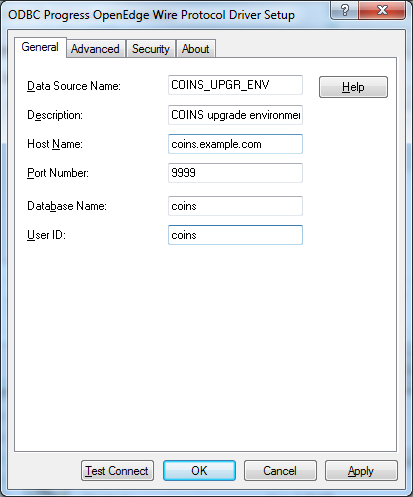 ODBC Progress OpenEdge Wire Protocol Driver Setup
General Advanced Security About
Data Source Name: COINS_UPGR_ENV Help
Description: COINS upgrade environmen
Host Name: coins.example.com
Port Number: 9999
Database Name: coins
User ID: coins
Test Connect OK Cancel Apply